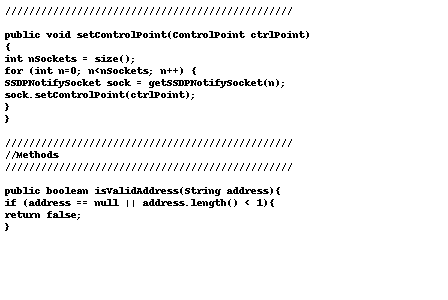 ////////////////////////////////////////////////
public void setControlPoint(ControlPoint ctrlPoint)
{
int nSockets = size();
for (int n=0; n<nSockets; n++) {
SSDPNotifySocket sock = getSSDPNotifySocket(n);
sock.setControlPoint(ctrlPoint);
}
}
////////////////////////////////////////////////
//Methods
////////////////////////////////////////////////
public boolean isValidAddress(String address){
if (address == null || address.length() < 1){
return false;
}